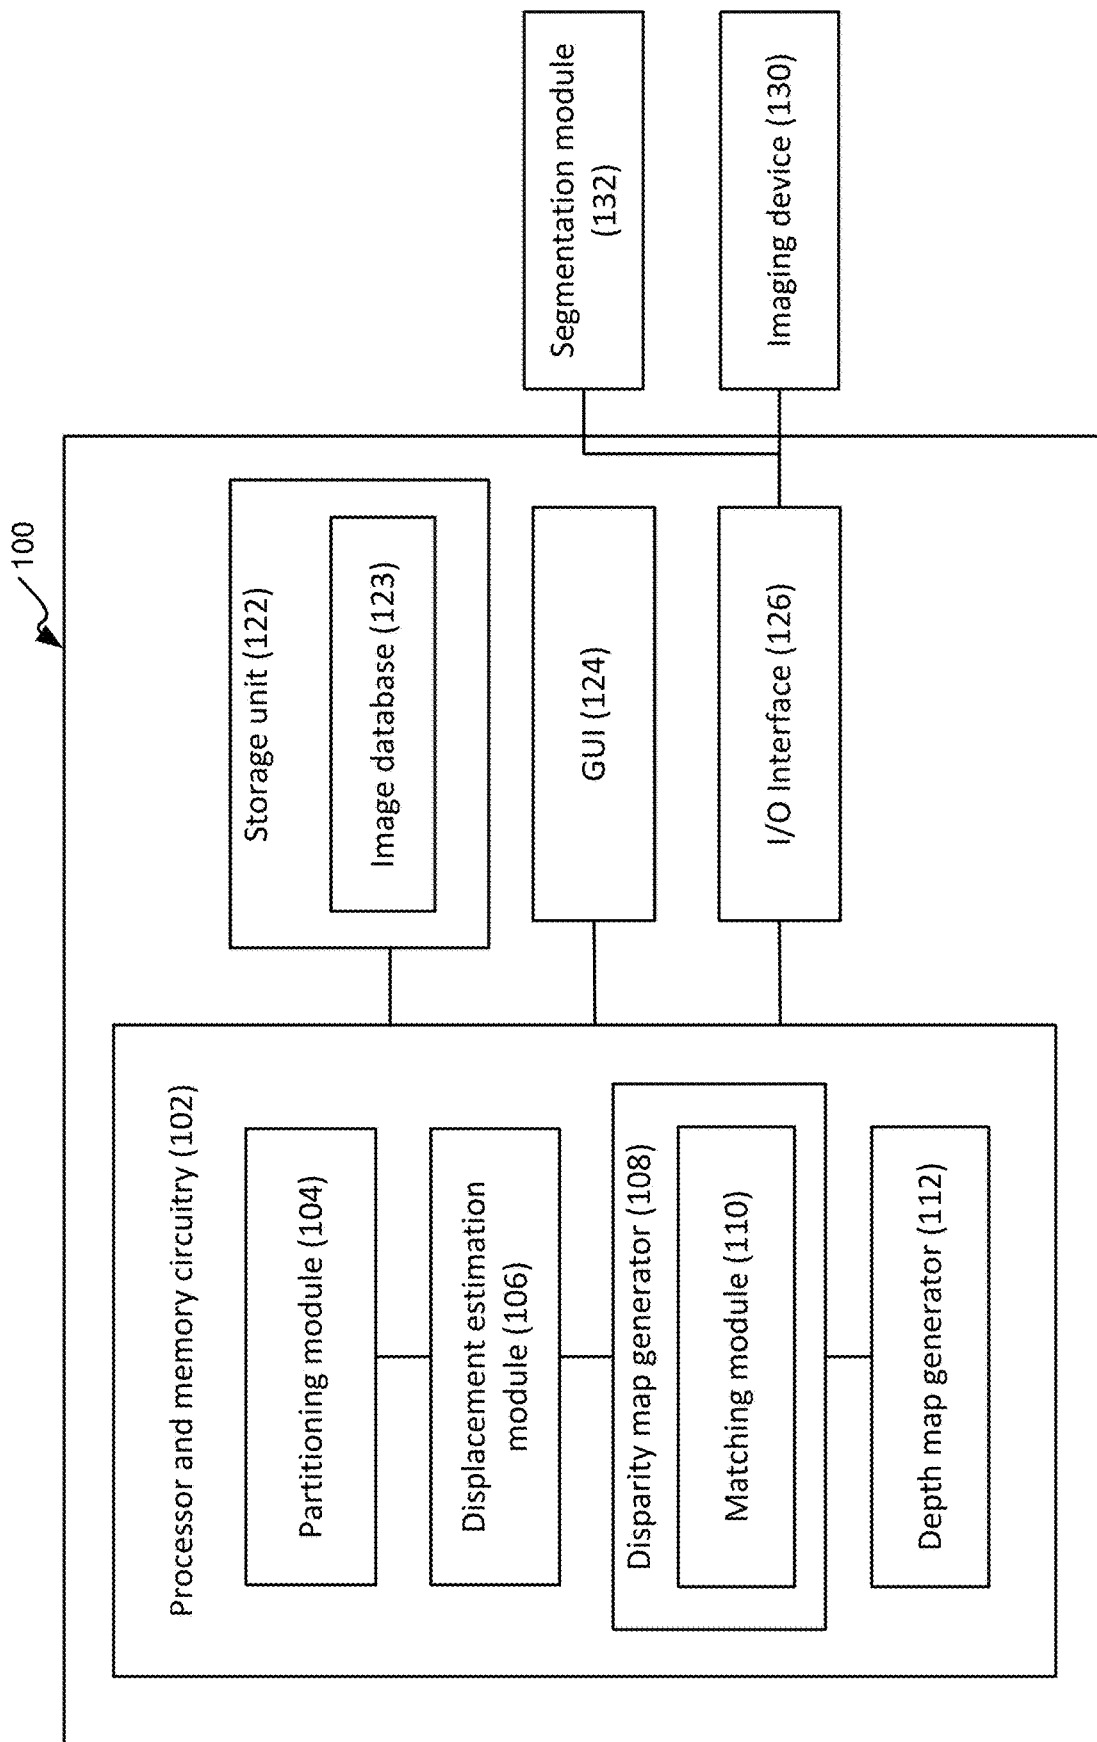 100
Processor and memory circuitry (102)
Partitioning module (104)
Displacement estimation
module (106)
Disparity map generator (108)
Matching module (110)
Depth map generator (112)
Storage unit (122)
Image database (123)
GUI (124)
I/O Interface (126)
Segmentation module
(132)
Imaging device (130)